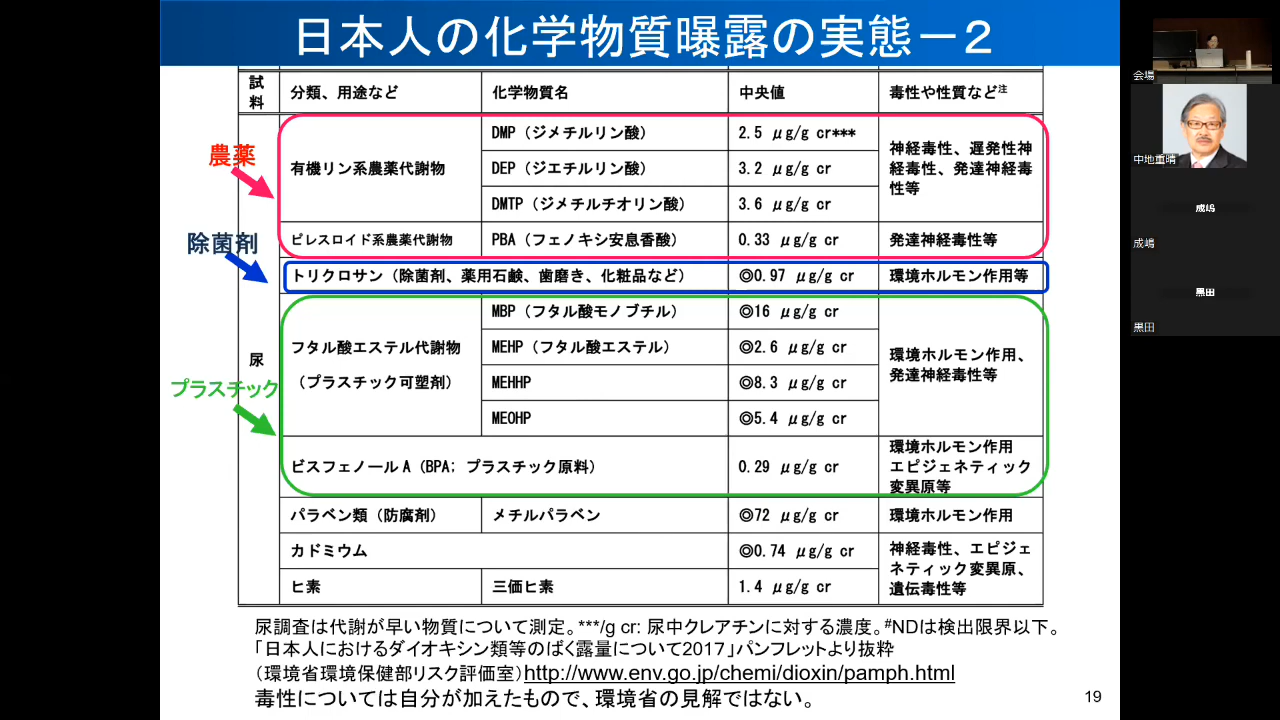 日本人の化学物質曝露の実態－２
試料 分類、用途など 化学物質名 中央値 毒性や性質など注
農薬
除菌剤
プラスチック
尿
有機リン系農薬代謝物 DMP（ジメチルリン酸） 2.5 μg/g cr***
DEP（ジエチルリン酸） 3.2 μg/g cr
DMTP（ジメチルチオリン酸） 3.6 μg/g cr
神経毒性、遅発性神
経毒性、発達神経毒
性等
ピレスロイド系農薬代謝物 PBA（フェノキシ安息香酸） 0.33 μg/g cr 発達神経毒性等
トリクロサン（除菌剤、薬用石鹸、歯磨き、化粧品など） ◎0.97 μg/g cr 環境ホルモン作用等
フタル酸エステル代謝物
（プラスチック可塑剤）
MBP（フタル酸モノブチル） ◎16 μg/g cr
MEHP（フタル酸エステル） ◎2.6 μg/g cr
MEHHP ◎8.3 μg/g cr
MEOHP ◎5.4 μg/g cr
環境ホルモン作用、
発達神経毒性等
ビスフェノールA（BPA; プラスチック原料） 0.29 μg/g cr
環境ホルモン作用
エピジェネティック
変異原等
パラベン類（防腐剤） メチルパラベン ◎72 μg/g cr 環境ホルモン作用
カドミウム ◎0.74 μg/g cr
ヒ素 三価ヒ素 1.4 μg/g cr
神経毒性、エピジェ
ネティック変異原、
遺伝毒性等
尿調査は代謝が早い物質について測定。***/g cr: 尿中クレアチンに対する濃度。#NDは検出限界以下。
「日本人におけるダイオキシン類等のばく露量について2017」パンフレットより抜粋
（環境省環境保健部リスク評価室）http://www.env.go.jp/chemi/dioxin/pamph.html
毒性については自分が加えたもので、環境省の見解ではない。
19
会場
中地重晴
成嶋
成嶋
黒田
黒田